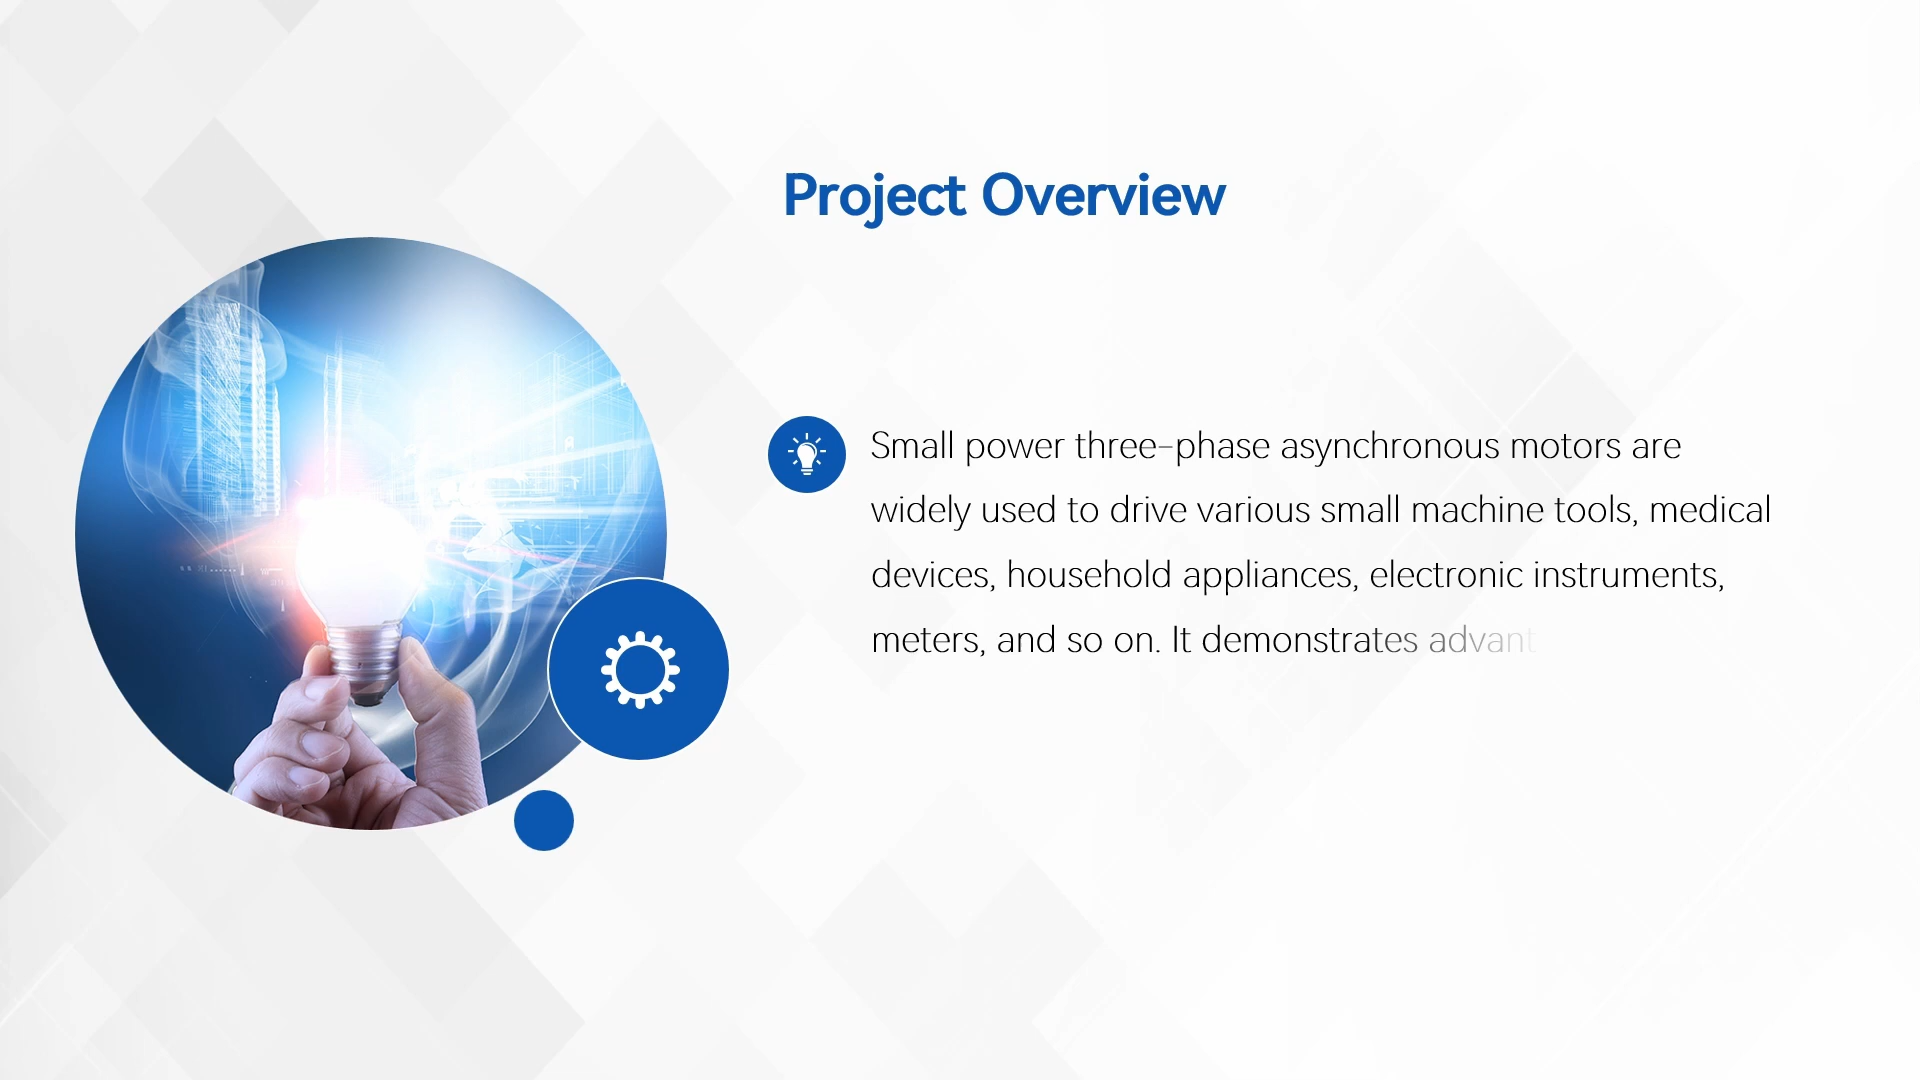 Project Overview
Small power three-phase asynchronous motors are
widely used to drive various small machine tools, medical
devices, household appliances, electronic instruments,
meters, and so on. It demonstrates advant